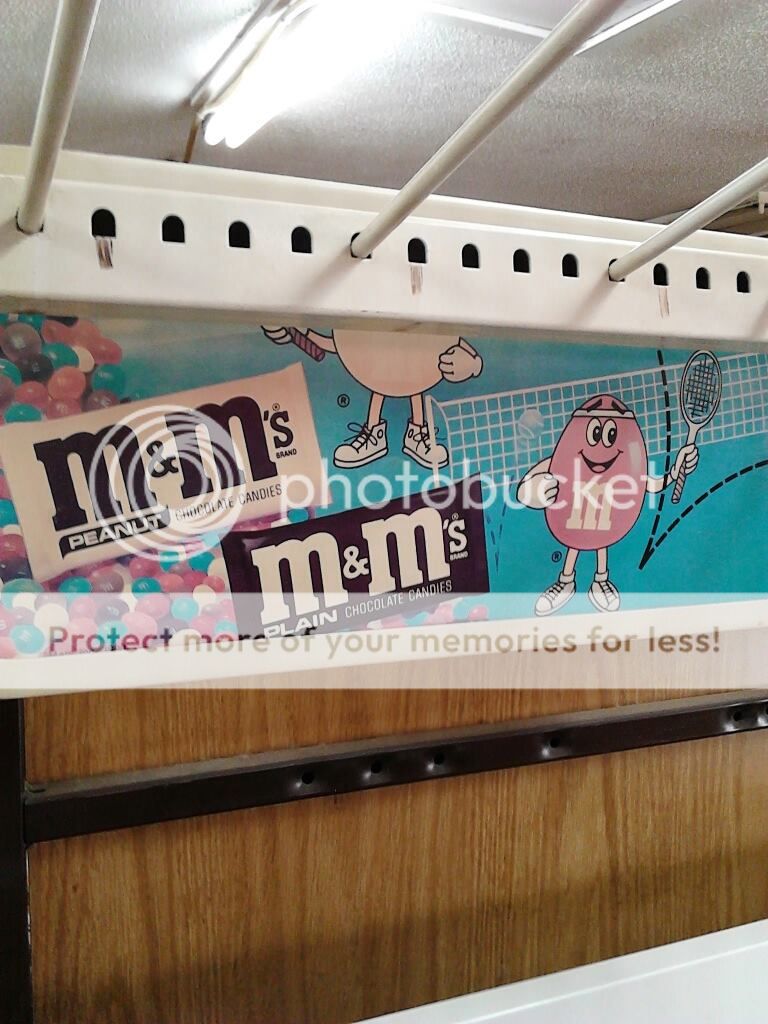 m&m's®
BRAND
PEANUT CHOCOLATE CANDIES
®
photobucket
m
m&m's®
BRAND
PLAIN CHOCOLATE CANDIES
®
Protect more of your memories for less!